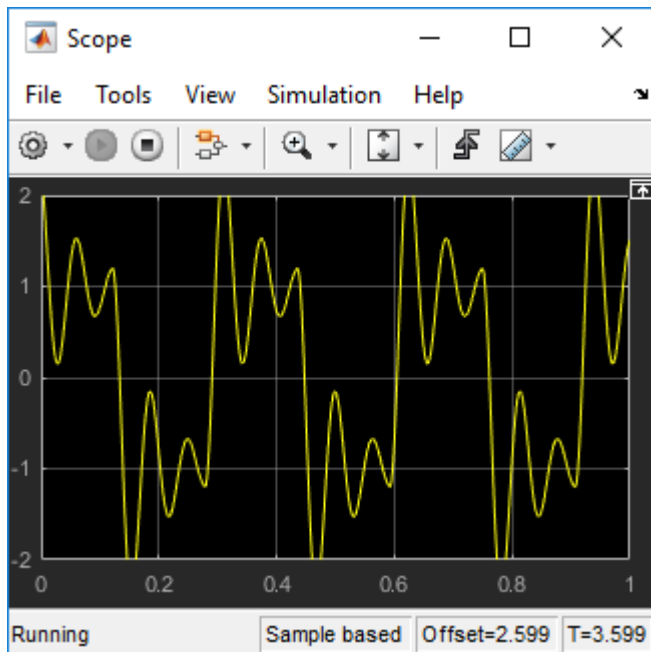 Scope
File Tools View Simulation Help
2
1
0
-1
-2
0 0.2 0.4 0.6 0.8 1
Running Sample based Offset=2.599 T=3.599